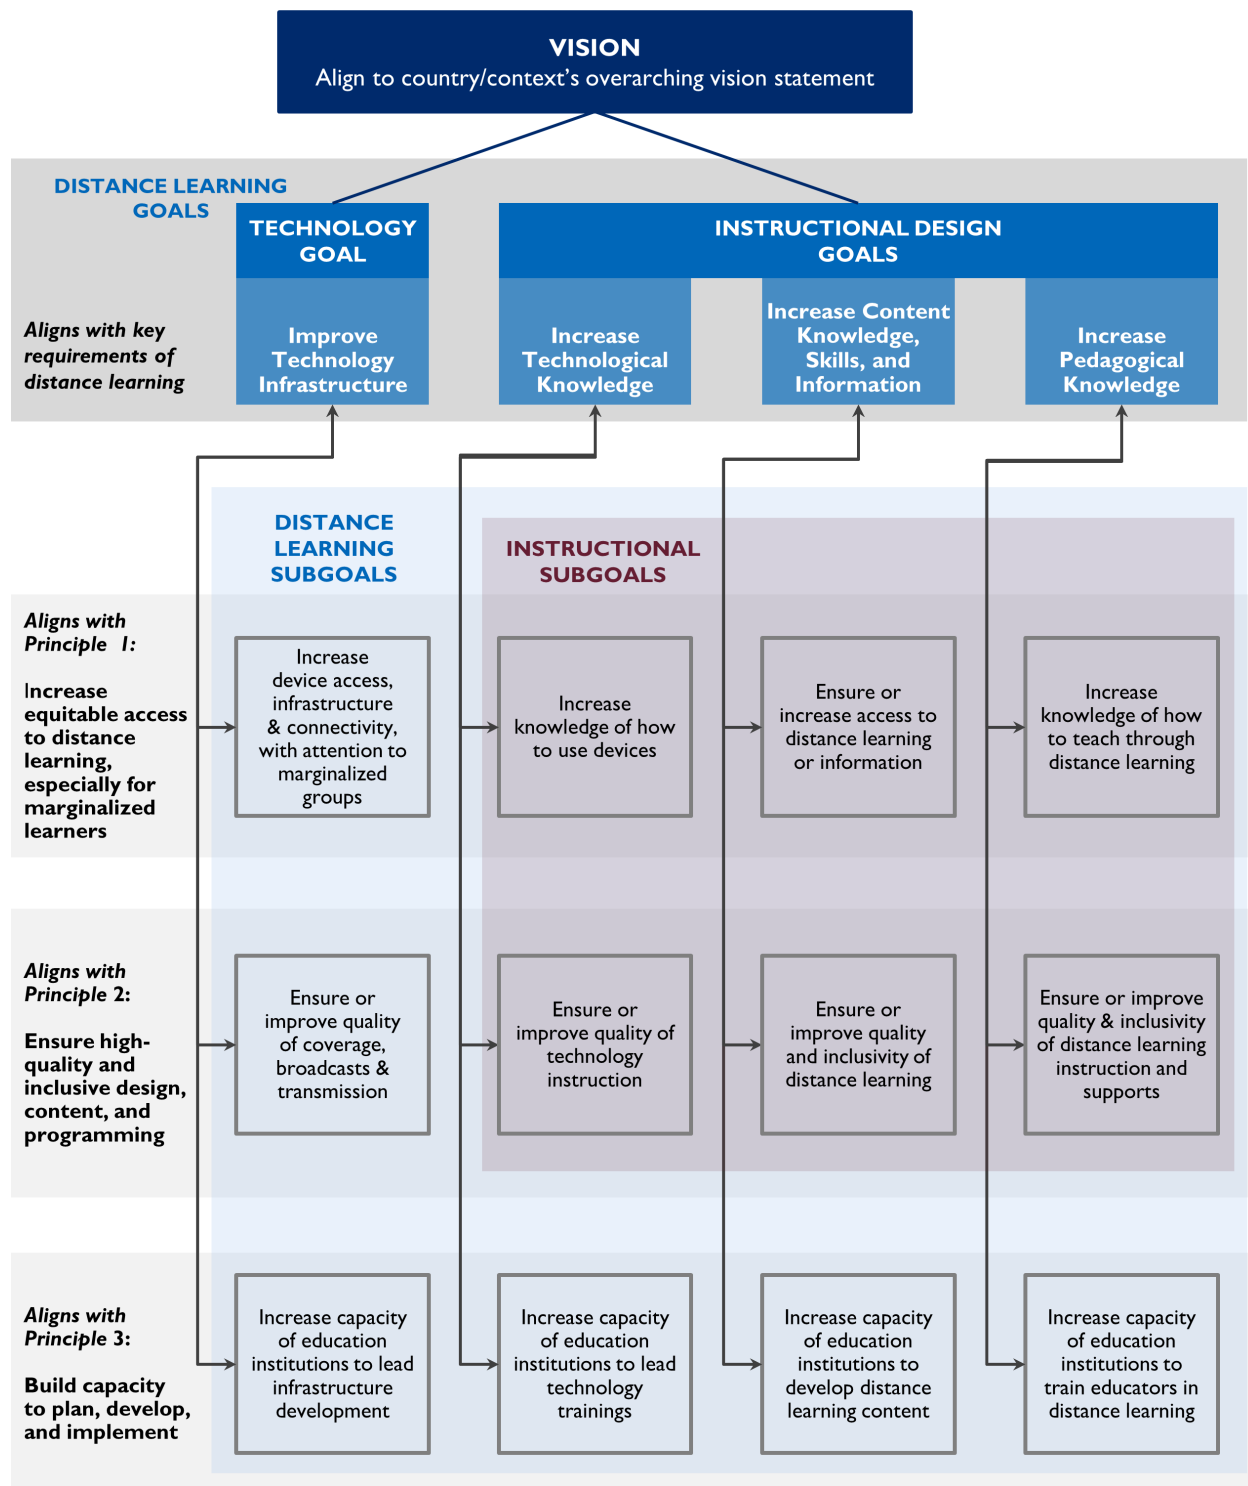 VISION
Align to country/context's overarching vision statement
DISTANCE LEARNING
GOALS
TECHNOLOGY
GOAL
INSTRUCTIONAL DESIGN
GOALS
Aligns with key
requirements of
distance learning
Improve
Technology
Infrastructure
Increase
Technological
Knowledge
Increase Content
Knowledge,
Skills, and
Information
Increase
Pedagogical
Knowledge
DISTANCE
LEARNING
SUBGOALS
INSTRUCTIONAL
SUBGOALS
Aligns with
Principle 1:
Increase
equitable access
to distance
learning,
especially for
marginalized
learners
Increase
device access,
infrastructure
& connectivity,
with attention to
marginalized
groups
Increase
knowledge of how
to use devices
Ensure or
increase access to
distance learning
or information
Increase
knowledge of how
to teach through
distance learning
Aligns with
Principle 2:
Ensure high-
quality and
inclusive design,
content, and
programming
Ensure or
improve quality
of coverage,
broadcasts &
transmission
Ensure or
improve quality of
technology
instruction
Ensure or
improve quality
and inclusivity of
distance learning
Ensure or improve
quality & inclusivity
of distance learning
instruction and
supports
Aligns with
Principle 3:
Build capacity
to plan, develop,
and implement
Increase capacity
of education
institutions to lead
infrastructure
development
Increase capacity
of education
institutions to lead
technology
trainings
Increase capacity
of education
institutions to
develop distance
learning content
Increase capacity
of education
institutions to
train educators in
distance learning